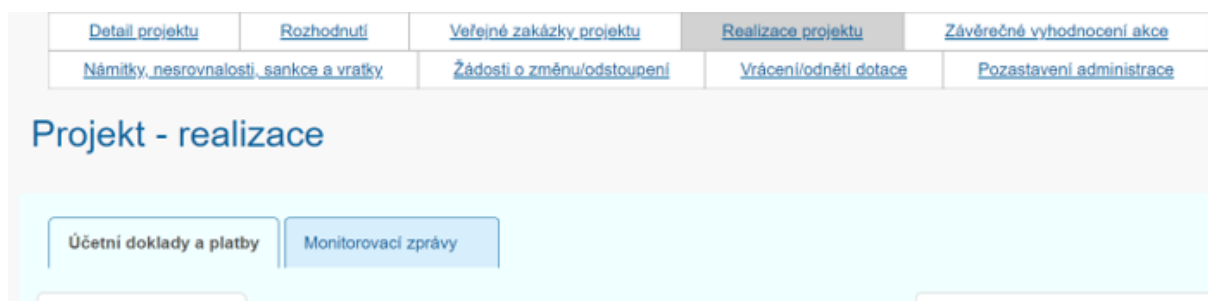 Detail projektu Rozhodnutí Veřejné zakázky projektu Realizace projektu Závěrečné vyhodnocení akce
Námitky, nesrovnalosti, sankce a vratky Žádosti o změnu/odstoupení Vrácení/odnětí dotace Pozastavení administrace
Projekt - realizace
Účetní doklady a platby Monitorovací zprávy